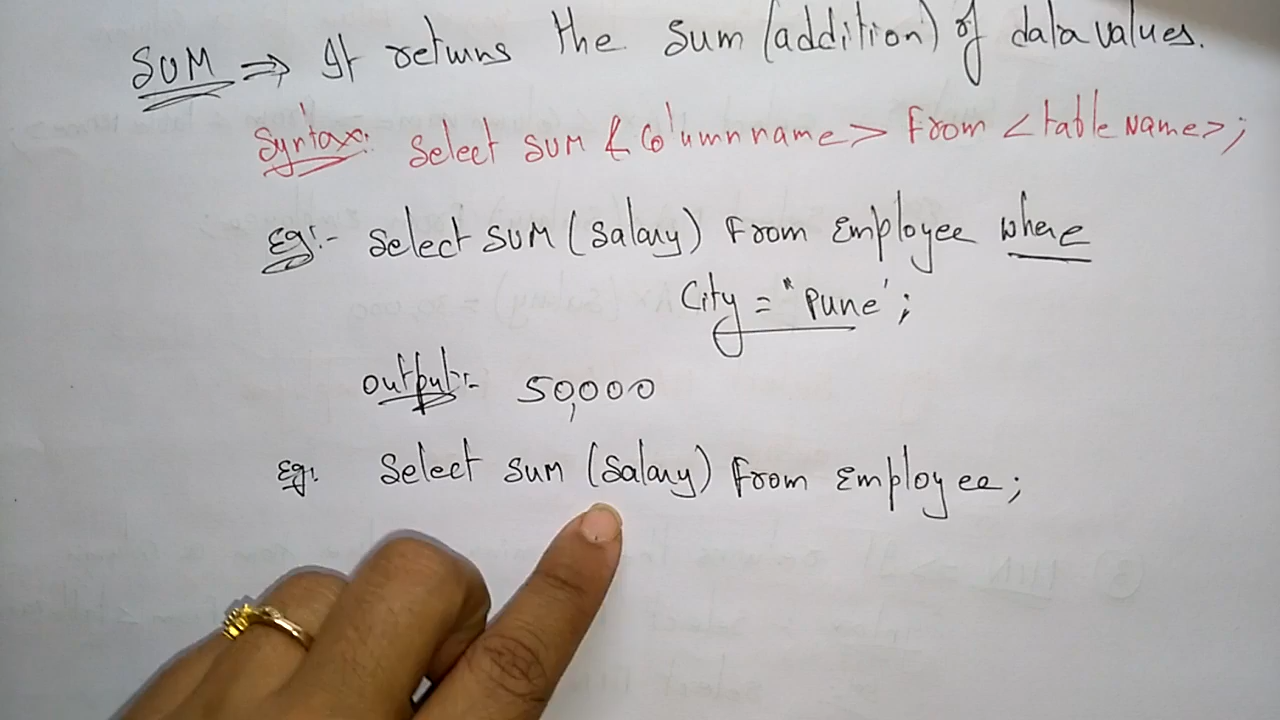 SUM ⇒ It returns the sum (addition) of data values.
Syntax: Select SUM <Columnname> From <table Name>;
Eg:- Select SUM (Salary) From Employee where
City = "Pune';
output:- 50,000
Eg: Select SUM (Salary) From Employee;